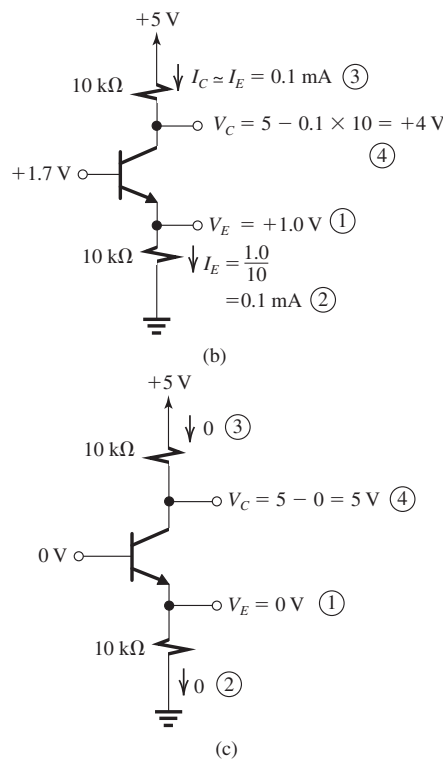 +5 V
10 kΩ
I_C ≃ I_E = 0.1 mA ③
V_C = 5 − 0.1 × 10 = +4 V
④
+1.7 V
V_E = +1.0 V ①
10 kΩ
I_E = 1.0/10
=0.1 mA ②
(b)
+5 V
0 ③
10 kΩ
V_C = 5 − 0 = 5 V ④
0 V
V_E = 0 V ①
10 kΩ
0 ②
(c)